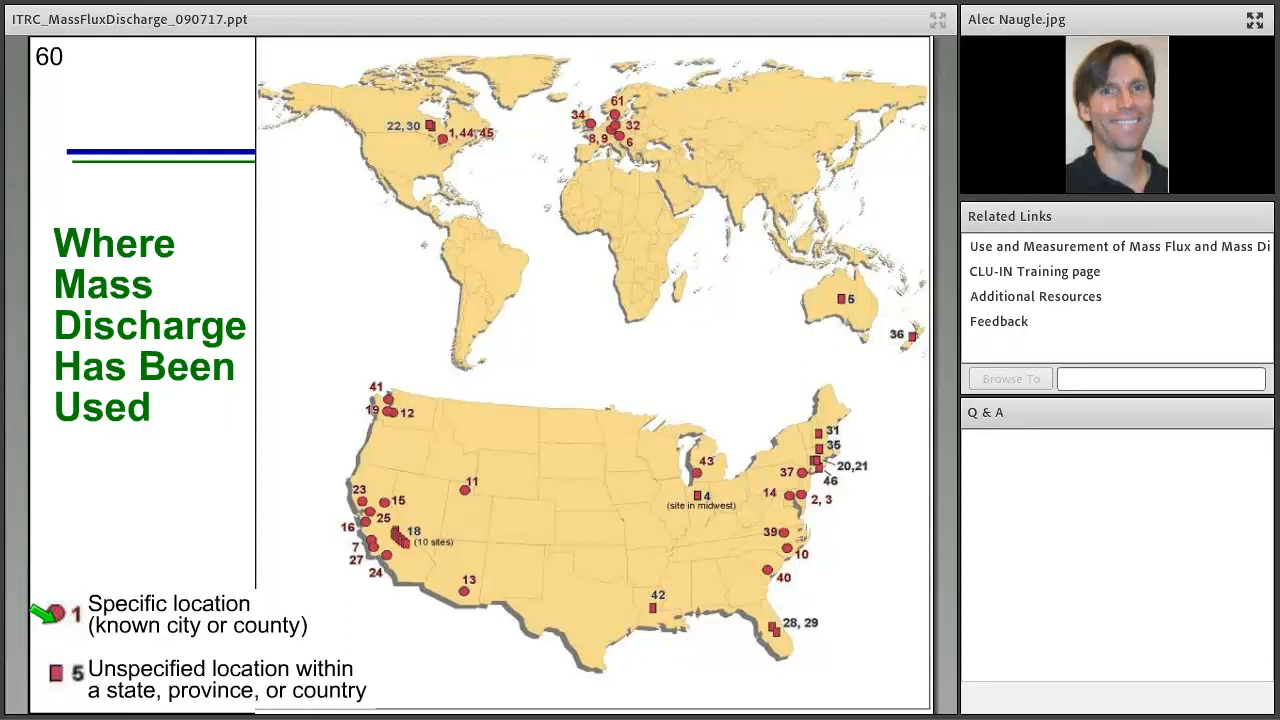 ITRC_MassFluxDischarge_090717.ppt
60
Where
Mass
Discharge
Has Been
Used
22, 30
1, 44, 45
34
61
32
8, 9
6
5
36
41
19
12
11
23
15
25
16
7
27
24
18
(10 sites)
13
43
4
(site in midwest)
42
31
35
20,21
46
37
14
2, 3
39
10
40
28, 29
1 Specific location
(known city or county)
5 Unspecified location within
a state, province, or country
Alec Naugle.jpg
Related Links
Use and Measurement of Mass Flux and Mass Di
CLU-IN Training page
Additional Resources
Feedback
Browse To
Q & A